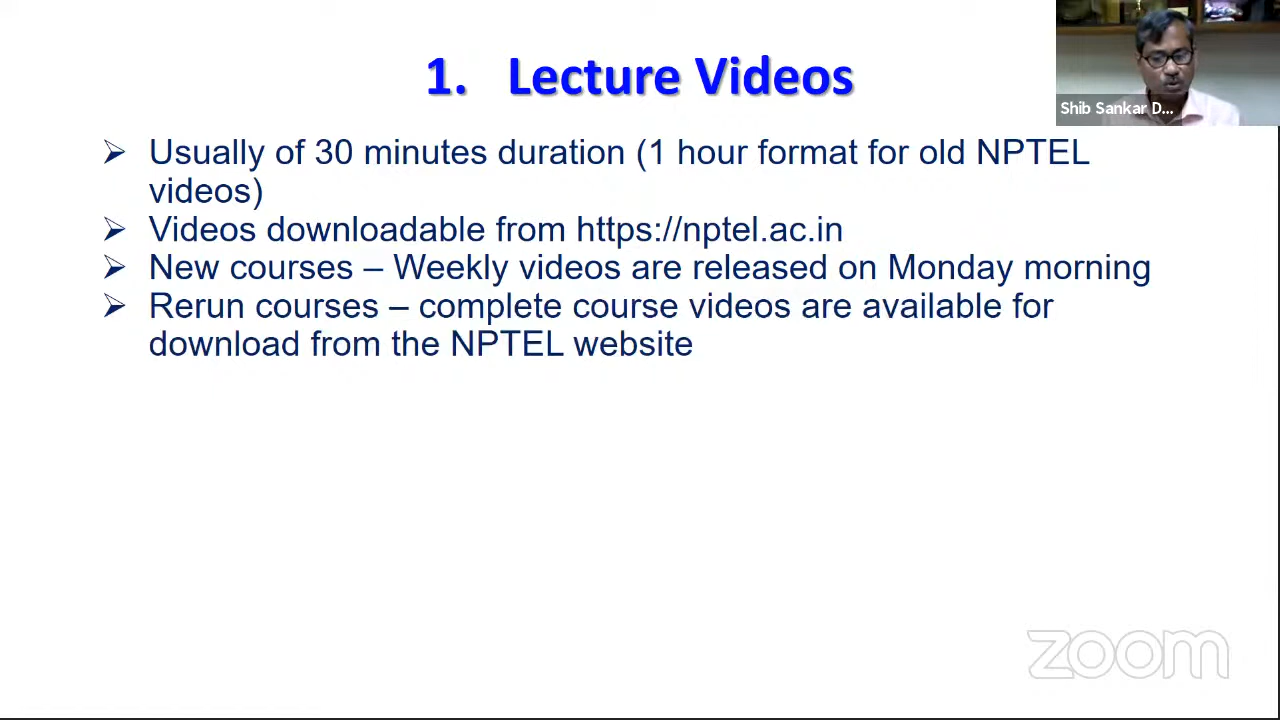 1. Lecture Videos
Shib Sankar D...
➢ Usually of 30 minutes duration (1 hour format for old NPTEL
videos)
➢ Videos downloadable from https://nptel.ac.in
➢ New courses – Weekly videos are released on Monday morning
➢ Rerun courses – complete course videos are available for
download from the NPTEL website
zoom